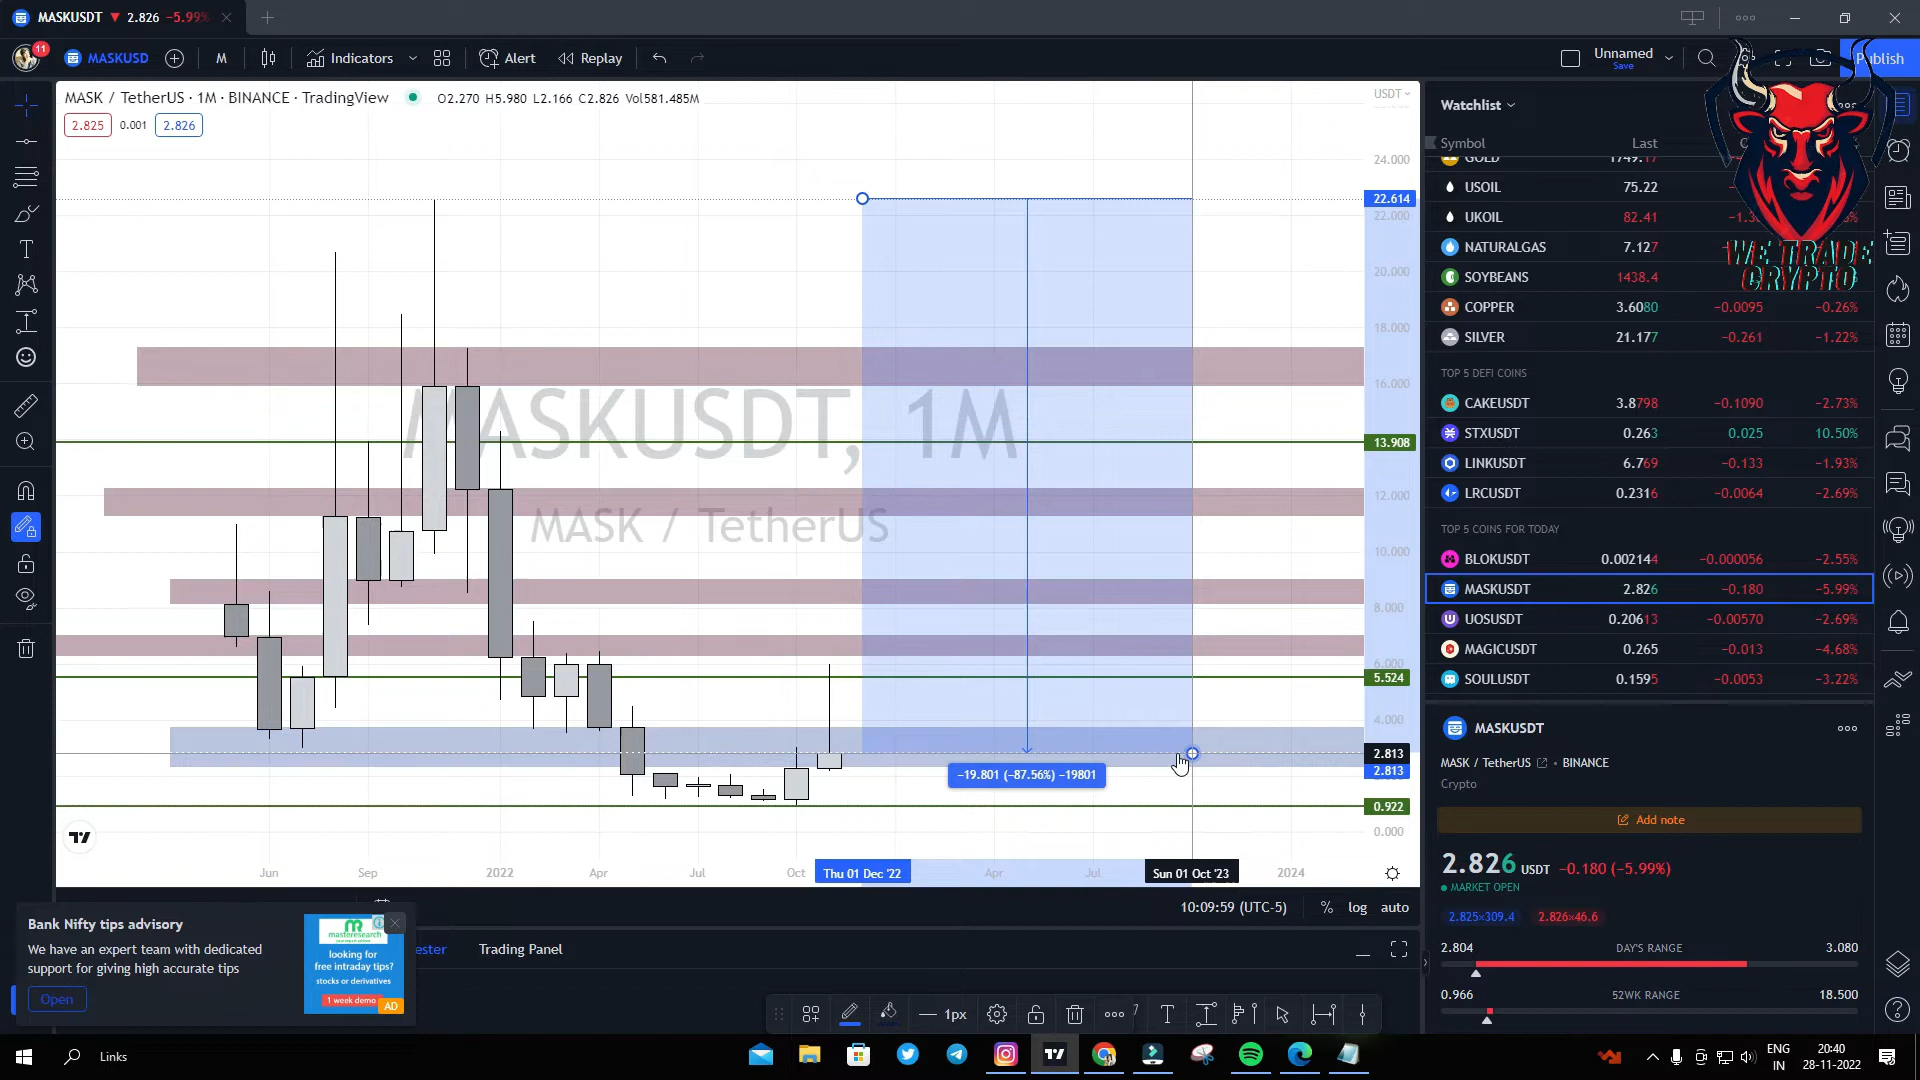 MASKUSDT ▼ 2.826 −5.99%
11
MASKUSD
M
Indicators
Alert
Replay
Unnamed
Save
Publish
MASK / TetherUS · 1M · BINANCE · TradingView
O2.270 H5.980 L2.166 C2.826 Vol581.485M
2.825
0.001
2.826
USDT
24.000
22.614
22.000
20.000
18.000
16.000
13.908
12.000
10.000
8.000
6.000
5.524
4.000
2.813
2.813
0.922
0.000
MASKUSDT, 1M
MASK / TetherUS
−19.801 (−87.56%) −19801
Jun
Sep
2022
Apr
Jul
Oct
Thu 01 Dec '22
Apr
Jul
Sun 01 Oct '23
2024
10:09:59 (UTC-5)
%
log
auto
Trading Panel
Bank Nifty tips advisory
We have an expert team with dedicated
support for giving high accurate tips
Open
masteresearch
looking for
free intraday tips?
stocks or derivatives
1 week demo
AD
1px
Watchlist
Symbol
Last
WE TRADE
CRYPTO
GOLD
USOIL 75.22
UKOIL 82.41
NATURALGAS 7.127
SOYBEANS 1438.4
COPPER 3.6080 −0.0095 −0.26%
SILVER 21.177 −0.261 −1.22%
TOP 5 DEFI COINS
CAKEUSDT 3.8798 −0.1090 −2.73%
STXUSDT 0.263 0.025 10.50%
LINKUSDT 6.769 −0.133 −1.93%
LRCUSDT 0.2316 −0.0064 −2.69%
TOP 5 COINS FOR TODAY
BLOKUSDT 0.002144 −0.000056 −2.55%
MASKUSDT 2.826 −0.180 −5.99%
UOSUSDT 0.20613 −0.00570 −2.69%
MAGICUSDT 0.265 −0.013 −4.68%
SOULUSDT 0.1595 −0.0053 −3.22%
MASKUSDT
MASK / TetherUS · BINANCE
Crypto
Add note
2.826 USDT −0.180 (−5.99%)
MARKET OPEN
2.825×309.4
2.826×46.6
2.804 DAY'S RANGE 3.080
0.966 52WK RANGE 18.500
Links
ENG
IN
20:40
28-11-2022